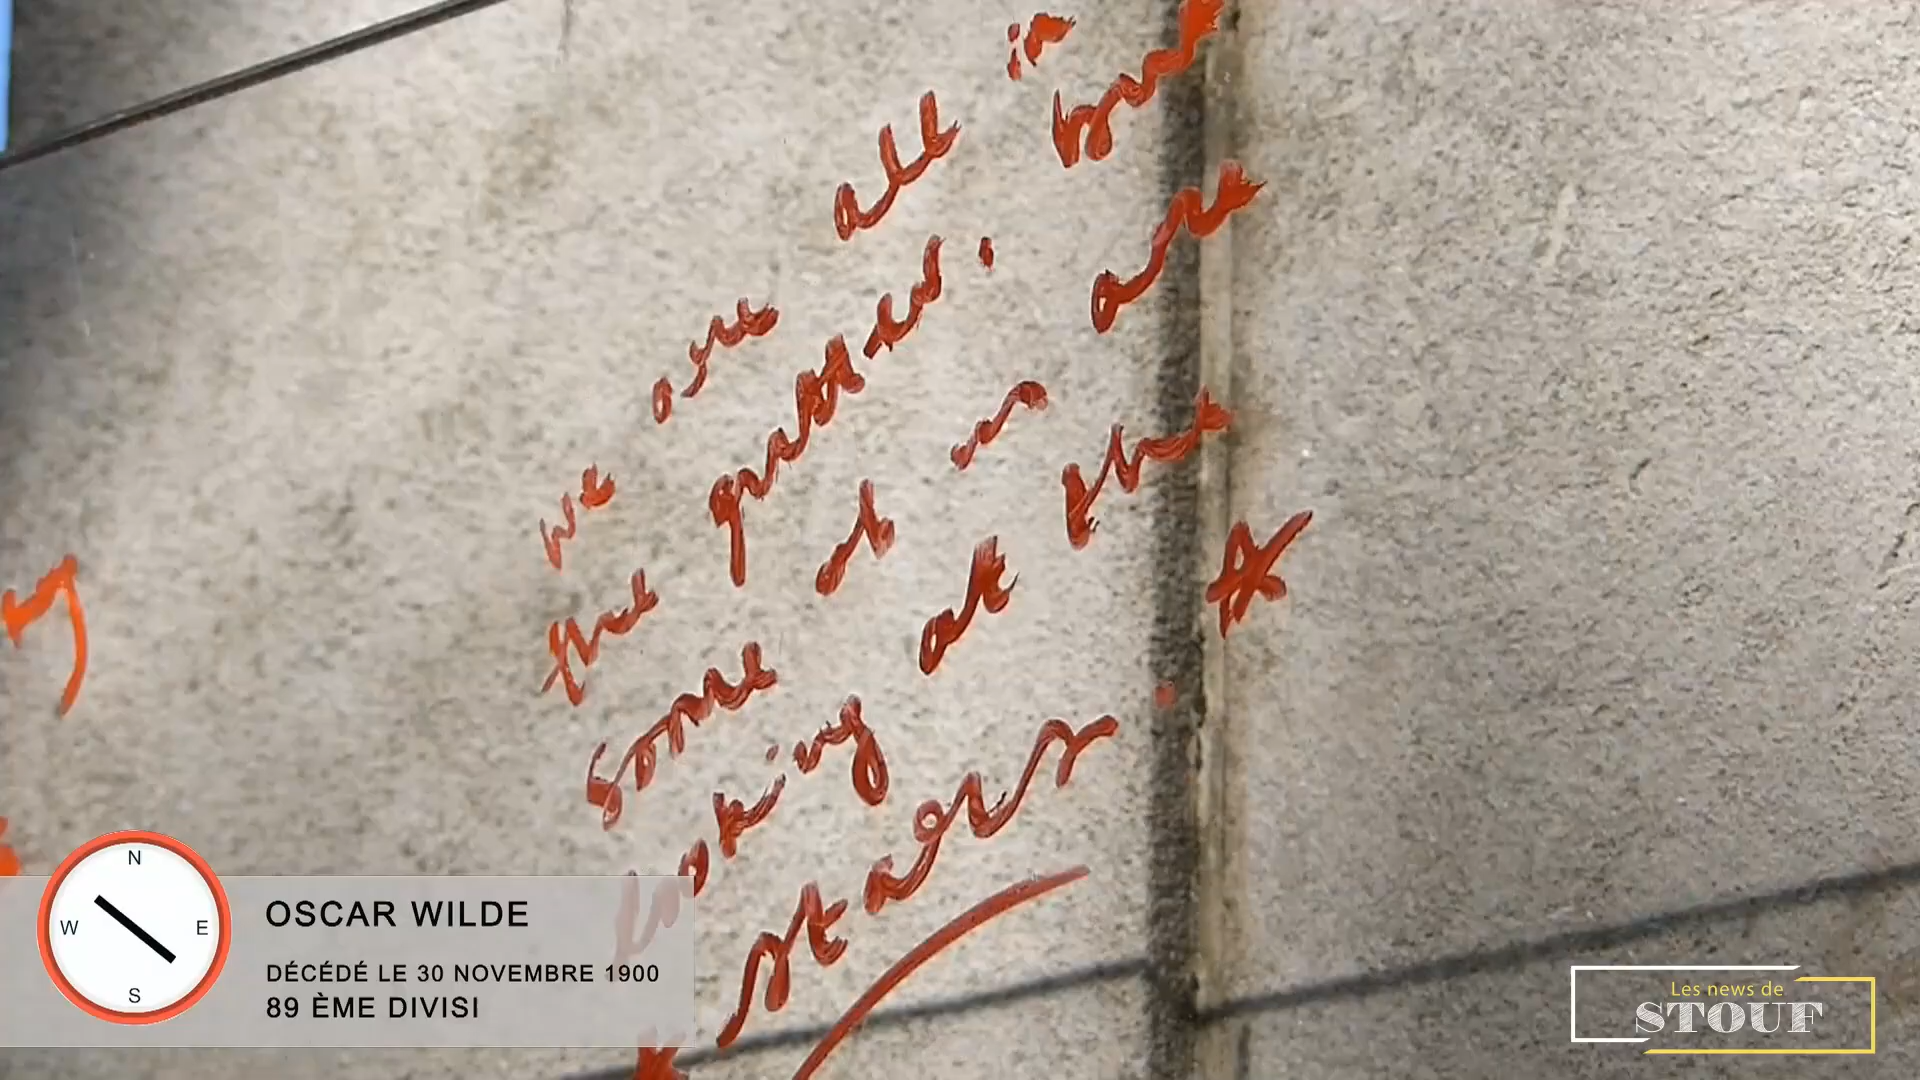 we are all in
the gutter. but
some of us are
looking at the
stars.
N
W E
S
OSCAR WILDE
DÉCÉDÉ LE 30 NOVEMBRE 1900
89 ÈME DIVISI
Les news de
STOUF